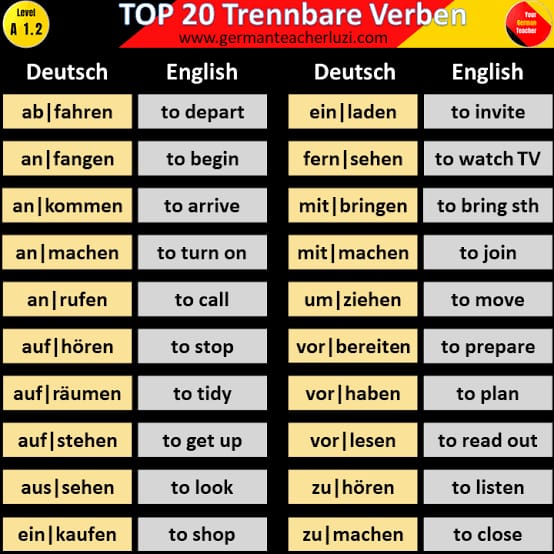 Level
A 1.2
TOP 20 Trennbare Verben
www.germanteacherluzi.com
Your
German
Teacher
Deutsch English Deutsch English
ab|fahren to depart ein|laden to invite
an|fangen to begin fern|sehen to watch TV
an|kommen to arrive mit|bringen to bring sth
an|machen to turn on mit|machen to join
an|rufen to call um|ziehen to move
auf|hören to stop vor|bereiten to prepare
auf|räumen to tidy vor|haben to plan
auf|stehen to get up vor|lesen to read out
aus|sehen to look zu|hören to listen
ein|kaufen to shop zu|machen to close